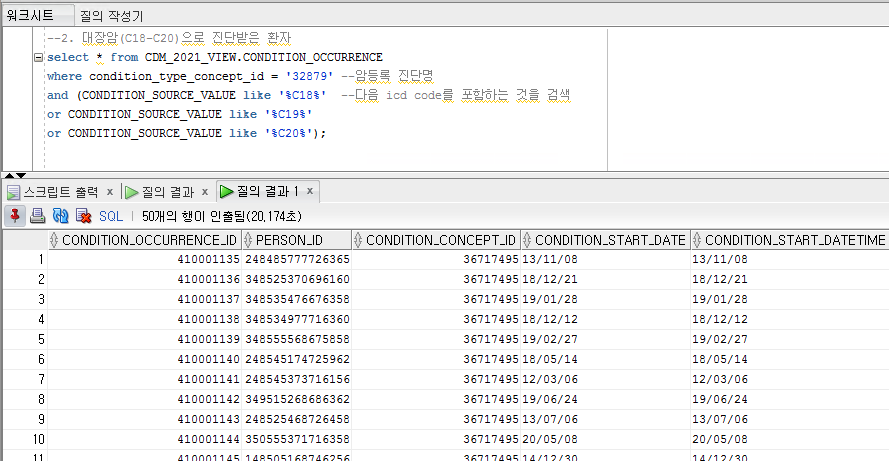 워크시트 질의 작성기
--2. 대장암(C18-C20)으로 진단받은 환자
select * from CDM_2021_VIEW.CONDITION_OCCURRENCE
where condition_type_concept_id = '32879' --암등록 진단명
and (CONDITION_SOURCE_VALUE like '%C18%' --다음 icd code를 포함하는 것을 검색
or CONDITION_SOURCE_VALUE like '%C19%'
or CONDITION_SOURCE_VALUE like '%C20%');
스크립트 출력 x 질의 결과 x 질의 결과 1 x
SQL | 50개의 행이 인출됨(20,174초)
CONDITION_OCCURRENCE_ID PERSON_ID CONDITION_CONCEPT_ID CONDITION_START_DATE CONDITION_START_DATETIME
1 410001135 248485777726365 36717495 13/11/08 13/11/08
2 410001136 348525370696160 36717495 18/12/21 18/12/21
3 410001137 348535476676358 36717495 19/01/28 19/01/28
4 410001138 348534977716360 36717495 18/12/12 18/12/12
5 410001139 348555568675858 36717495 19/02/27 19/02/27
6 410001140 248545174725962 36717495 18/05/14 18/05/14
7 410001141 248545373716156 36717495 12/03/06 12/03/06
8 410001142 349515268686362 36717495 19/06/24 19/06/24
9 410001143 248525468726458 36717495 13/07/06 13/07/06
10 410001144 350555371716358 36717495 20/05/08 20/05/08
11 410001145 148505168746256 36717495 14/12/30 14/12/30